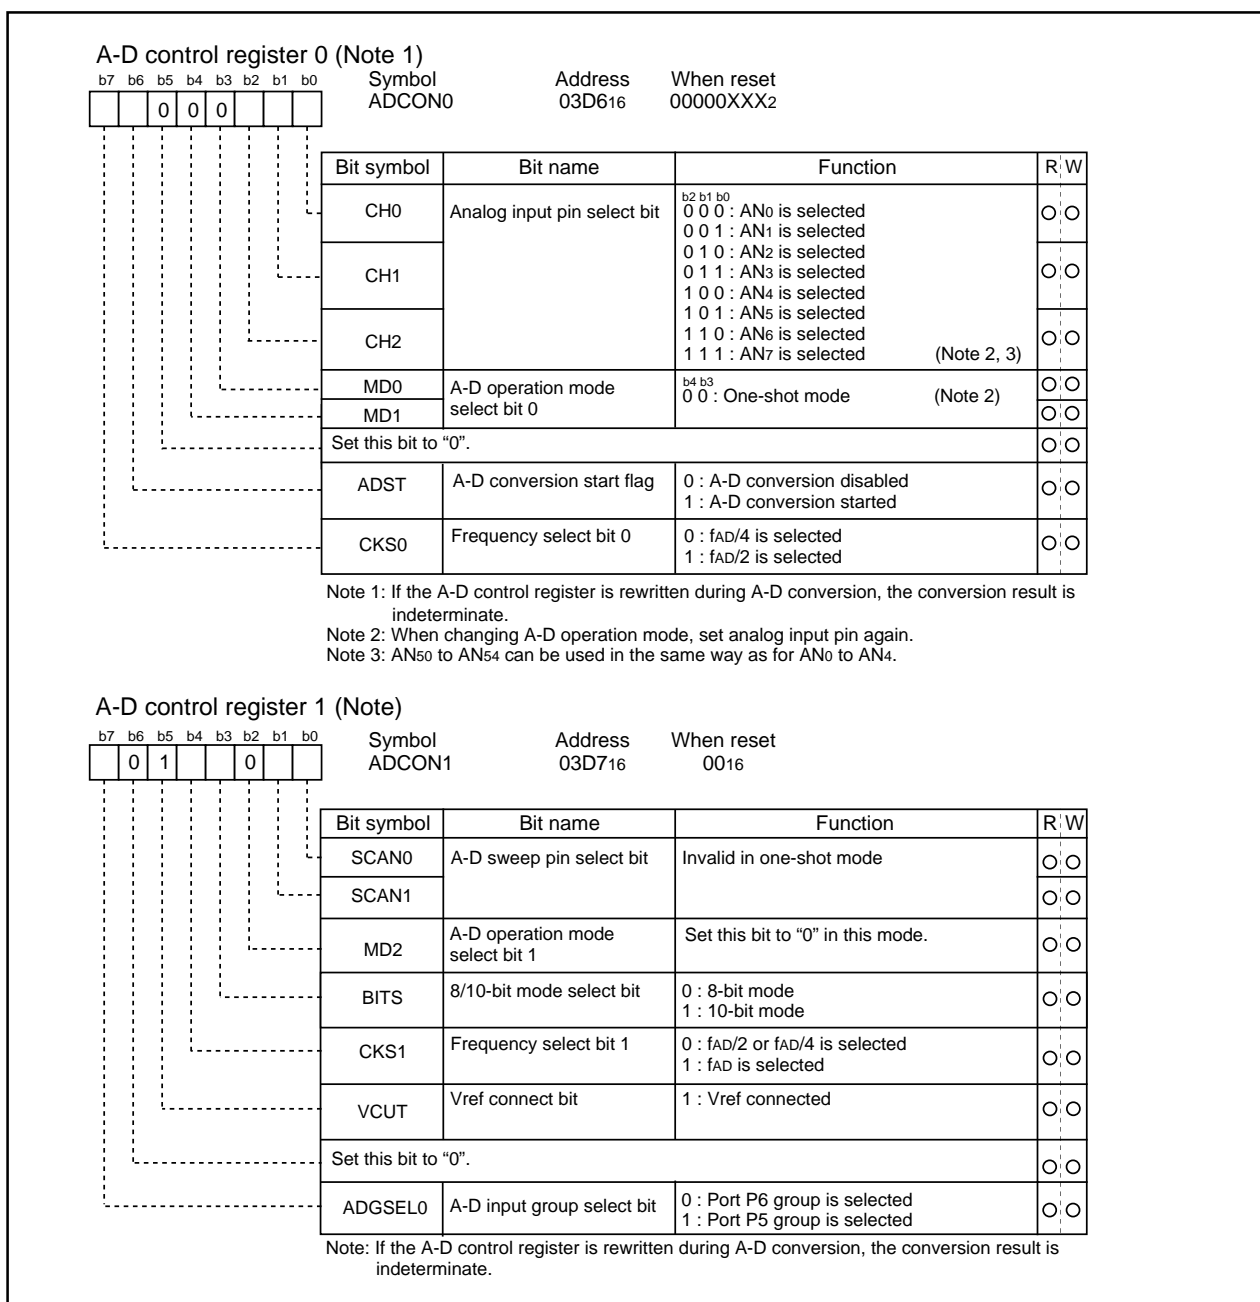 A-D control register 0 (Note 1)
b7 b6 b5 b4 b3 b2 b1 b0
Symbol Address When reset
ADCON0 03D616 00000XXX2
0 0 0
Bit symbol Bit name Function R W
CH0 Analog input pin select bit
b2 b1 b0
0 0 0 : AN0 is selected
0 0 1 : AN1 is selected
0 1 0 : AN2 is selected
CH1
0 1 1 : AN3 is selected
1 0 0 : AN4 is selected
1 0 1 : AN5 is selected
CH2
1 1 0 : AN6 is selected
1 1 1 : AN7 is selected (Note 2, 3)
MD0 A-D operation mode
select bit 0
b4 b3
0 0 : One-shot mode (Note 2)
MD1
Set this bit to “0”.
ADST A-D conversion start flag
0 : A-D conversion disabled
1 : A-D conversion started
CKS0 Frequency select bit 0
0 : fAD/4 is selected
1 : fAD/2 is selected
Note 1: If the A-D control register is rewritten during A-D conversion, the conversion result is
indeterminate.
Note 2: When changing A-D operation mode, set analog input pin again.
Note 3: AN50 to AN54 can be used in the same way as for AN0 to AN4.
A-D control register 1 (Note)
b7 b6 b5 b4 b3 b2 b1 b0
Symbol Address When reset
ADCON1 03D716 0016
0 1 0
Bit symbol Bit name Function R W
SCAN0 A-D sweep pin select bit Invalid in one-shot mode
SCAN1
MD2 A-D operation mode
select bit 1
Set this bit to “0” in this mode.
BITS 8/10-bit mode select bit
0 : 8-bit mode
1 : 10-bit mode
CKS1 Frequency select bit 1
0 : fAD/2 or fAD/4 is selected
1 : fAD is selected
VCUT Vref connect bit 1 : Vref connected
Set this bit to “0”.
ADGSEL0 A-D input group select bit
0 : Port P6 group is selected
1 : Port P5 group is selected
Note: If the A-D control register is rewritten during A-D conversion, the conversion result is
indeterminate.